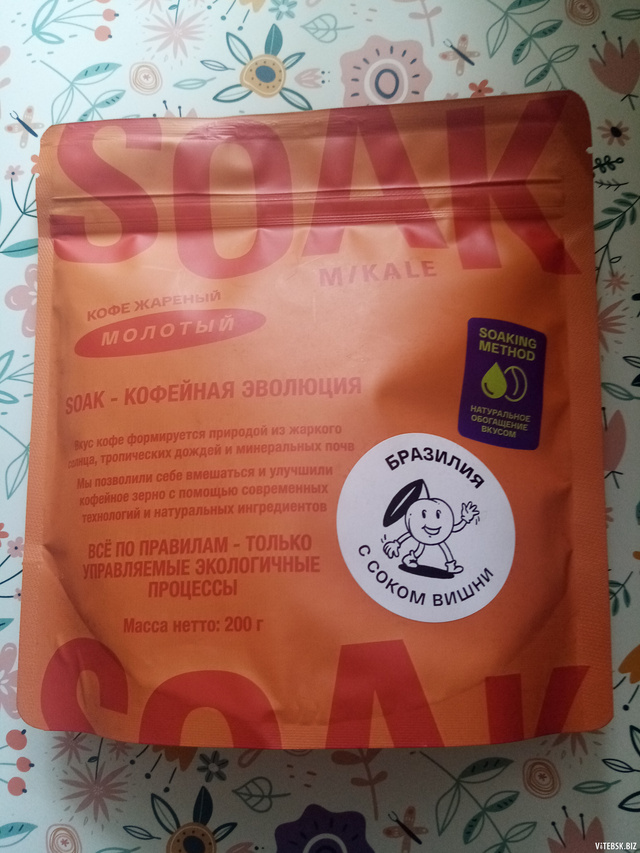 SOAK
M/KALE
КОФЕ ЖАРЕНЫЙ
МОЛОТЫЙ
SOAK - КОФЕЙНАЯ ЭВОЛЮЦИЯ
Вкус кофе формируется природой из жаркого
солнца, тропических дождей и минеральных почв
Мы позволили себе вмешаться и улучшили
кофейное зерно с помощью современных
технологий и натуральных ингредиентов
ВСЁ ПО ПРАВИЛАМ - ТОЛЬКО
УПРАВЛЯЕМЫЕ ЭКОЛОГИЧНЫЕ
ПРОЦЕССЫ
Масса нетто: 200 г
SOAKING
METHOD
НАТУРАЛЬНОЕ
ОБОГАЩЕНИЕ
ВКУСОМ
БРАЗИЛИЯ
С СОКОМ ВИШНИ
SOAK
ViTEBSK.BIZ